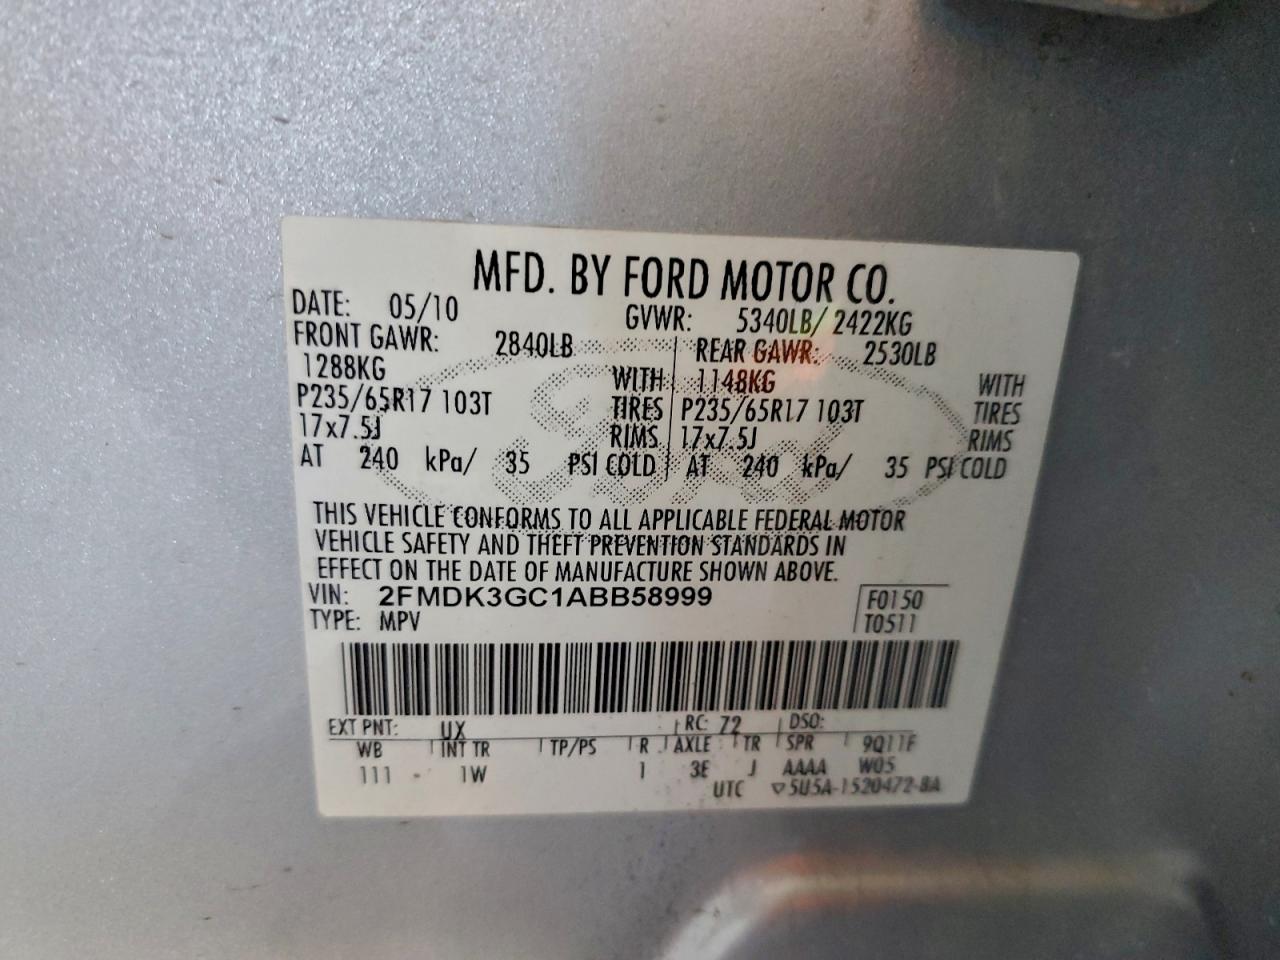 MFD. BY FORD MOTOR CO.
DATE: 05/10 GVWR: 5340LB/ 2422KG
FRONT GAWR: 2840LB REAR GAWR: 2530LB
1288KG WITH 1148KG WITH
P235/65R17 103T TIRES P235/65R17 103T TIRES
17x7.5J RIMS 17x7.5J RIMS
AT 240 kPa/ 35 PSI COLD AT 240 kPa/ 35 PSI COLD
THIS VEHICLE CONFORMS TO ALL APPLICABLE FEDERAL MOTOR
VEHICLE SAFETY AND THEFT PREVENTION STANDARDS IN
EFFECT ON THE DATE OF MANUFACTURE SHOWN ABOVE.
VIN: 2FMDK3GC1ABB58999 F0150
TYPE: MPV T0511
EXT PNT: UX RC: 72 DSO:
WB INT TR TP/PS R AXLE TR SPR 9Q11F
111 1W 1 3E J AAAA W05
UTC ▽5U5A-1520472-BA